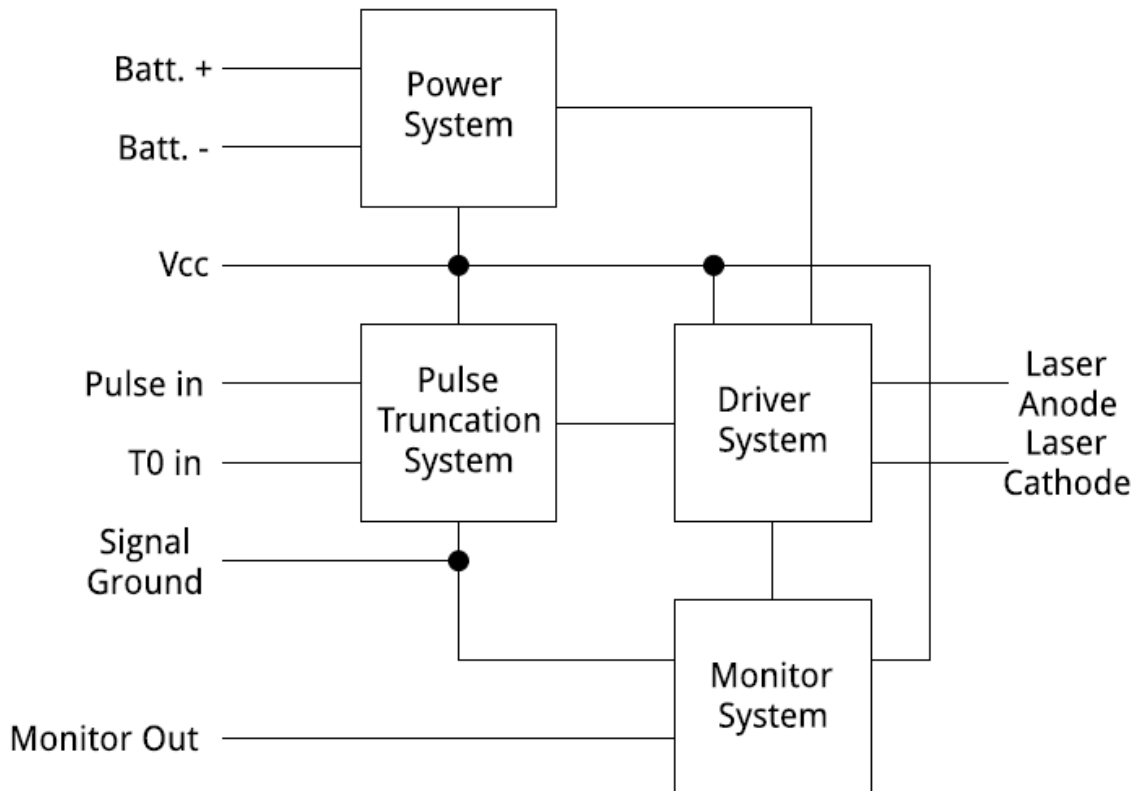 Batt. +
Batt. -
Power
System
Vcc
Pulse in
T0 in
Pulse
Truncation
System
Driver
System
Laser
Anode
Laser
Cathode
Signal
Ground
Monitor
System
Monitor Out